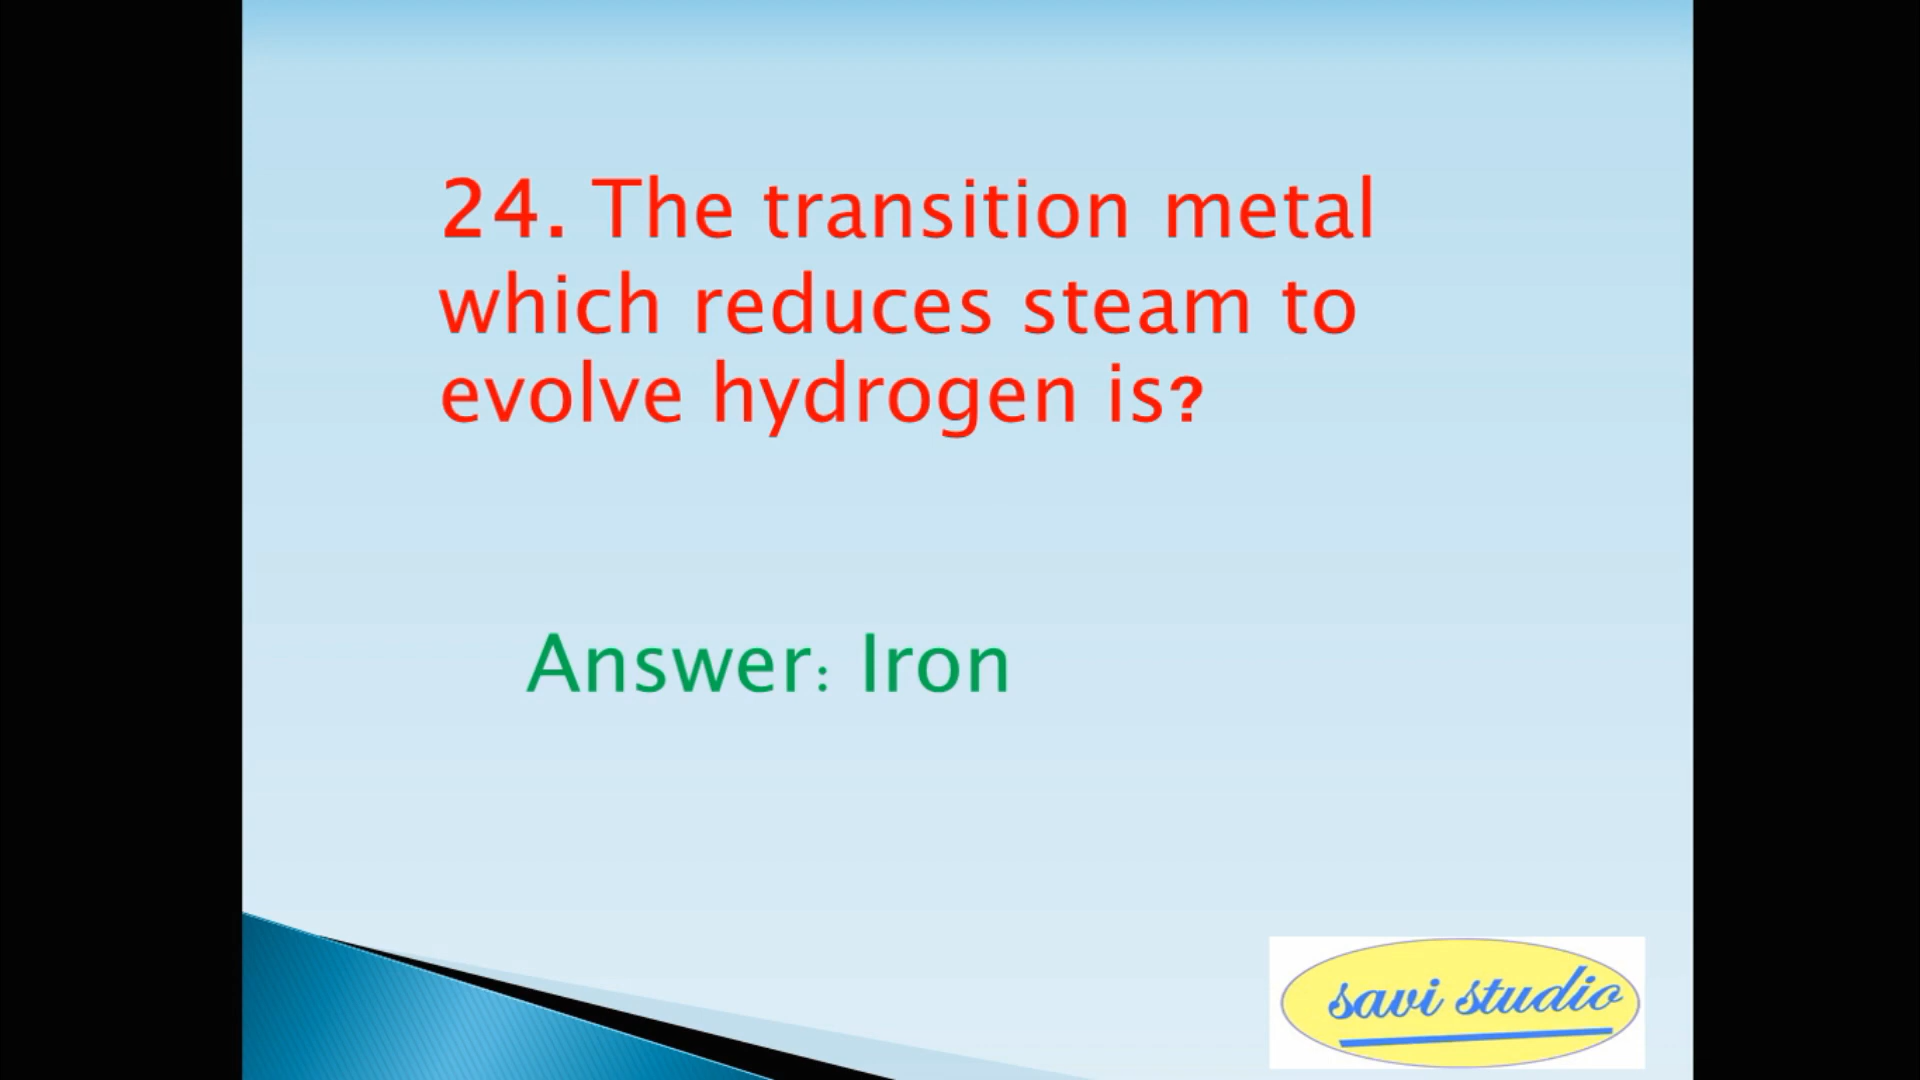 24. The transition metal
which reduces steam to
evolve hydrogen is?
Answer: Iron
savi studio